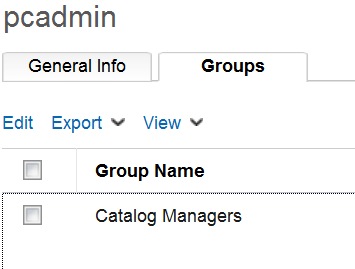 pcadmin
General Info Groups
Edit Export View
Group Name
Catalog Managers